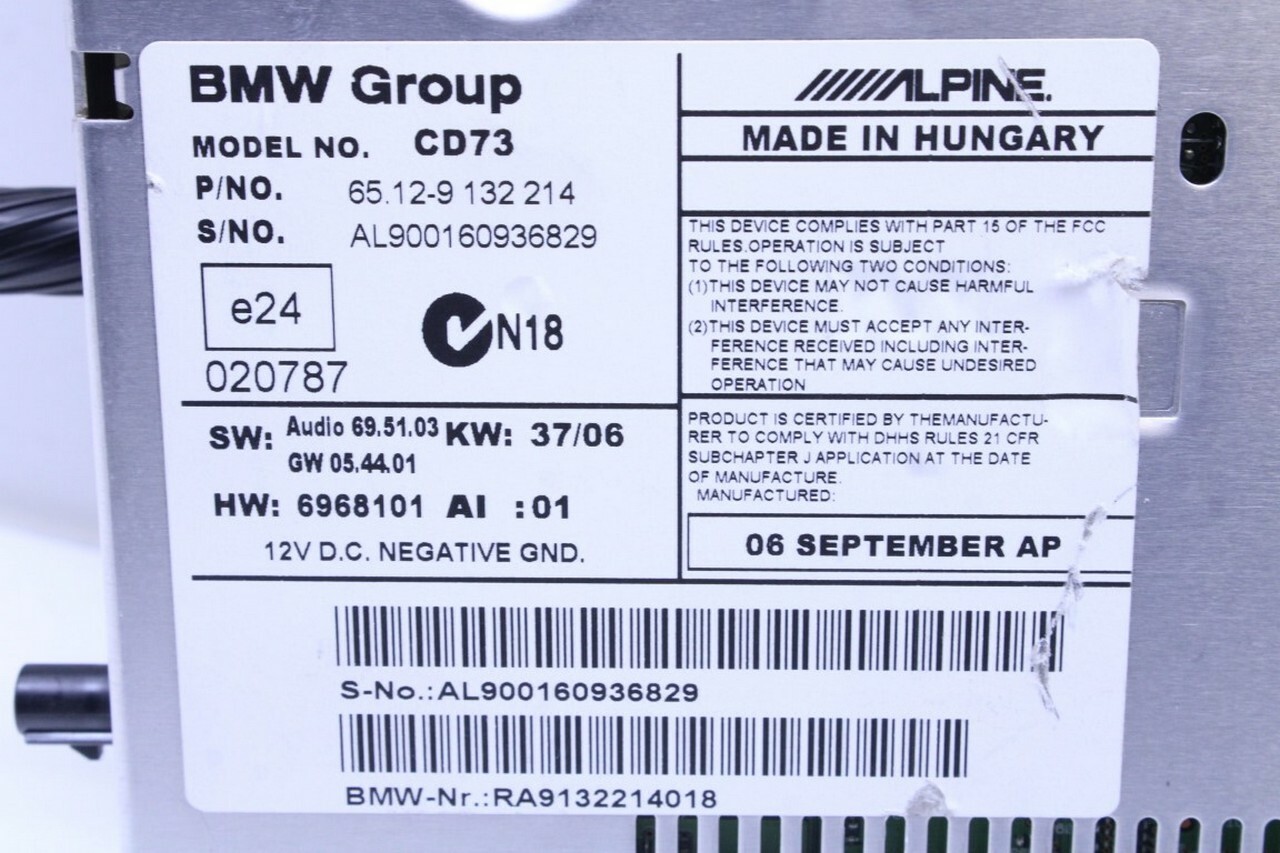 BMW Group
MODEL NO. CD73
P/NO. 65.12-9 132 214
S/NO. AL900160936829
e24
020787
N18
SW: Audio 69.51.03 KW: 37/06
GW 05.44.01
HW: 6968101 AI :01
12V D.C. NEGATIVE GND.
ALPINE.
MADE IN HUNGARY
THIS DEVICE COMPLIES WITH PART 15 OF THE FCC
RULES.OPERATION IS SUBJECT
TO THE FOLLOWING TWO CONDITIONS:
(1)THIS DEVICE MAY NOT CAUSE HARMFUL
INTERFERENCE.
(2)THIS DEVICE MUST ACCEPT ANY INTER-
FERENCE RECEIVED INCLUDING INTER-
FERENCE THAT MAY CAUSE UNDESIRED
OPERATION
PRODUCT IS CERTIFIED BY THEMANUFACTU-
RER TO COMPLY WITH DHHS RULES 21 CFR
SUBCHAPTER J APPLICATION AT THE DATE
OF MANUFACTURE.
MANUFACTURED:
06 SEPTEMBER AP
S-No.:AL900160936829
BMW-Nr.:RA9132214018